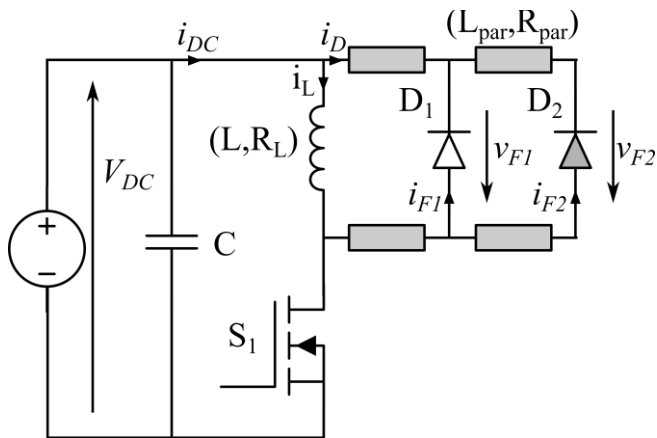 (L_par,R_par)
i_DC
i_D
i_L
D_1
D_2
(L,R_L)
V_DC
v_F1
v_F2
i_F1
i_F2
+
−
C
S_1